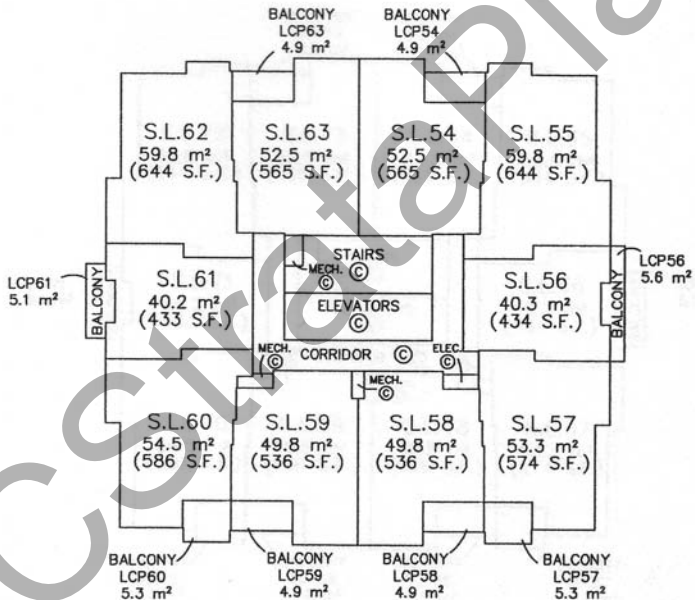 BALCONY
LCP63
4.9 m²
BALCONY
LCP54
4.9 m²
S.L.62
59.8 m²
(644 S.F.)
S.L.63
52.5 m²
(565 S.F.)
S.L.54
52.5 m²
(565 S.F.)
S.L.55
59.8 m²
(644 S.F.)
STAIRS
©
MECH.
©
ELEVATORS
©
LCP61
5.1 m²
BALCONY
S.L.61
40.2 m²
(433 S.F.)
S.L.56
40.3 m²
(434 S.F.)
BALCONY
LCP56
5.6 m²
MECH.
©
CORRIDOR ©
ELEC.
©
MECH.
©
S.L.60
54.5 m²
(586 S.F.)
S.L.59
49.8 m²
(536 S.F.)
S.L.58
49.8 m²
(536 S.F.)
S.L.57
53.3 m²
(574 S.F.)
BALCONY
LCP60
5.3 m²
BALCONY
LCP59
4.9 m²
BALCONY
LCP58
4.9 m²
BALCONY
LCP57
5.3 m²
CStrataPla